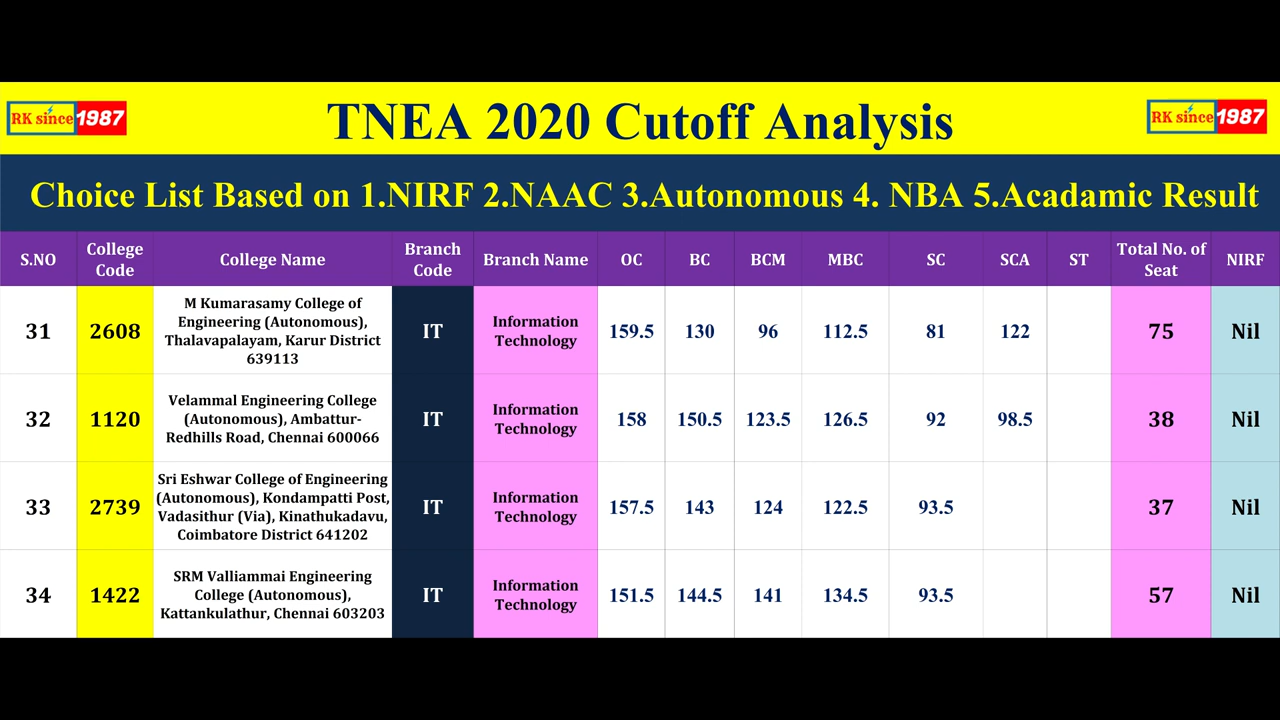 RK since 1987
TNEA 2020 Cutoff Analysis
RK since 1987
Choice List Based on 1.NIRF 2.NAAC 3.Autonomous 4. NBA 5.Acadamic Result
S.NO
College
Code
College Name
Branch
Code
Branch Name
OC
BC
BCM
MBC
SC
SCA
ST
Total No. of
Seat
NIRF
31
2608
M Kumarasamy College of
Engineering (Autonomous),
Thalavapalayam, Karur District
639113
IT
Information
Technology
159.5
130
96
112.5
81
122
75
Nil
32
1120
Velammal Engineering College
(Autonomous), Ambattur-
Redhills Road, Chennai 600066
IT
Information
Technology
158
150.5
123.5
126.5
92
98.5
38
Nil
33
2739
Sri Eshwar College of Engineering
(Autonomous), Kondampatti Post,
Vadasithur (Via), Kinathukadavu,
Coimbatore District 641202
IT
Information
Technology
157.5
143
124
122.5
93.5
37
Nil
34
1422
SRM Valliammai Engineering
College (Autonomous),
Kattankulathur, Chennai 603203
IT
Information
Technology
151.5
144.5
141
134.5
93.5
57
Nil